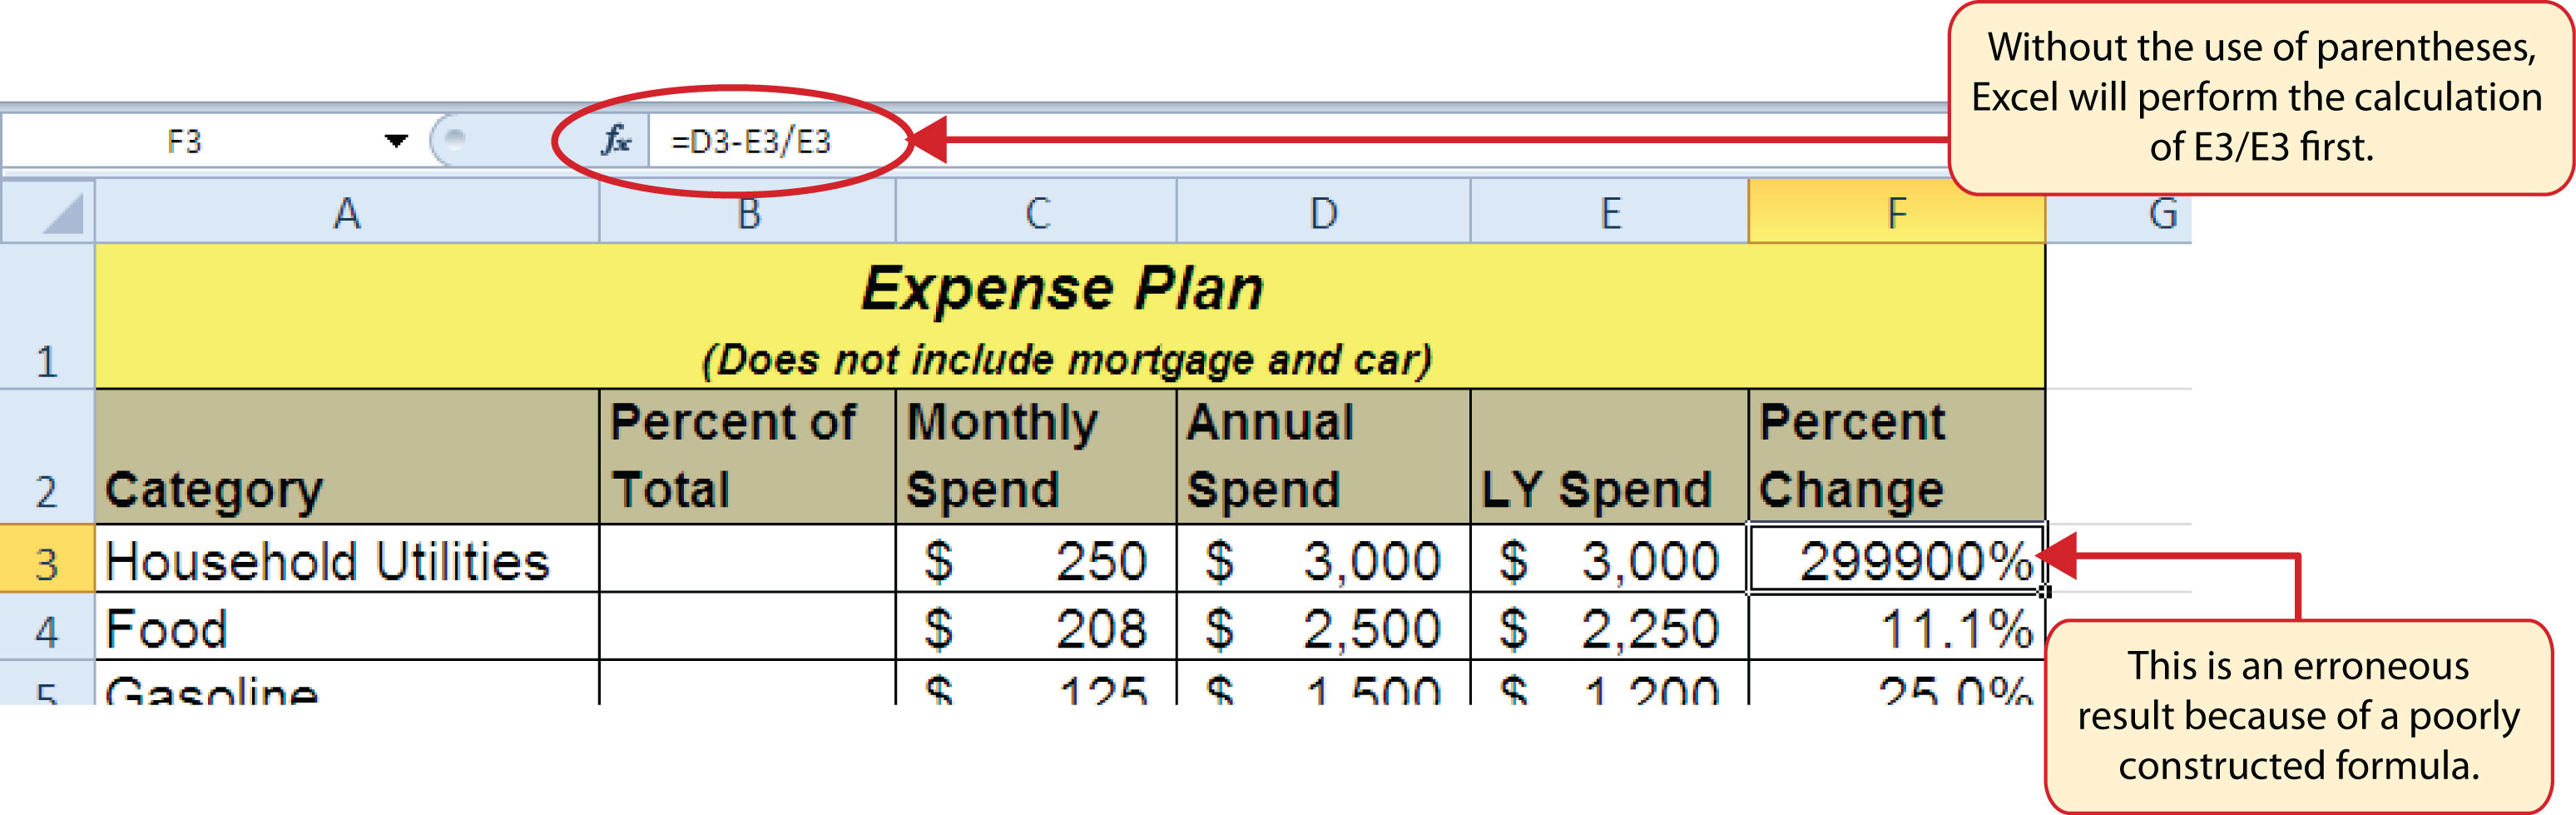 Without the use of parentheses,
Excel will perform the calculation
of E3/E3 first.
F3 fx =D3-E3/E3
A B C D E F G
1 Expense Plan
(Does not include mortgage and car)
2 Category Percent of Total Monthly Spend Annual Spend LY Spend Percent Change
3 Household Utilities $ 250 $ 3,000 $ 3,000 299900%
4 Food $ 208 $ 2,500 $ 2,250 11.1%
5 Gasoline $ 125 $ 1,500 $ 1,200 25.0%
This is an erroneous
result because of a poorly
constructed formula.